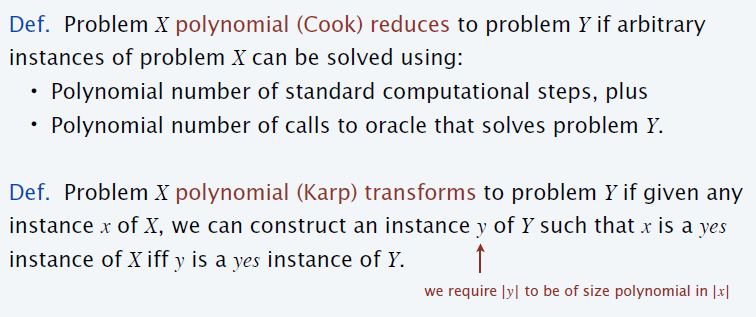 Def. Problem X polynomial (Cook) reduces to problem Y if arbitrary
instances of problem X can be solved using:
• Polynomial number of standard computational steps, plus
• Polynomial number of calls to oracle that solves problem Y.
Def. Problem X polynomial (Karp) transforms to problem Y if given any
instance x of X, we can construct an instance y of Y such that x is a yes
instance of X iff y is a yes instance of Y.
we require |y| to be of size polynomial in |x|